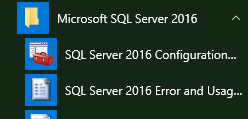 Microsoft SQL Server 2016
SQL Server 2016 Configuration...
SQL Server 2016 Error and Usag...